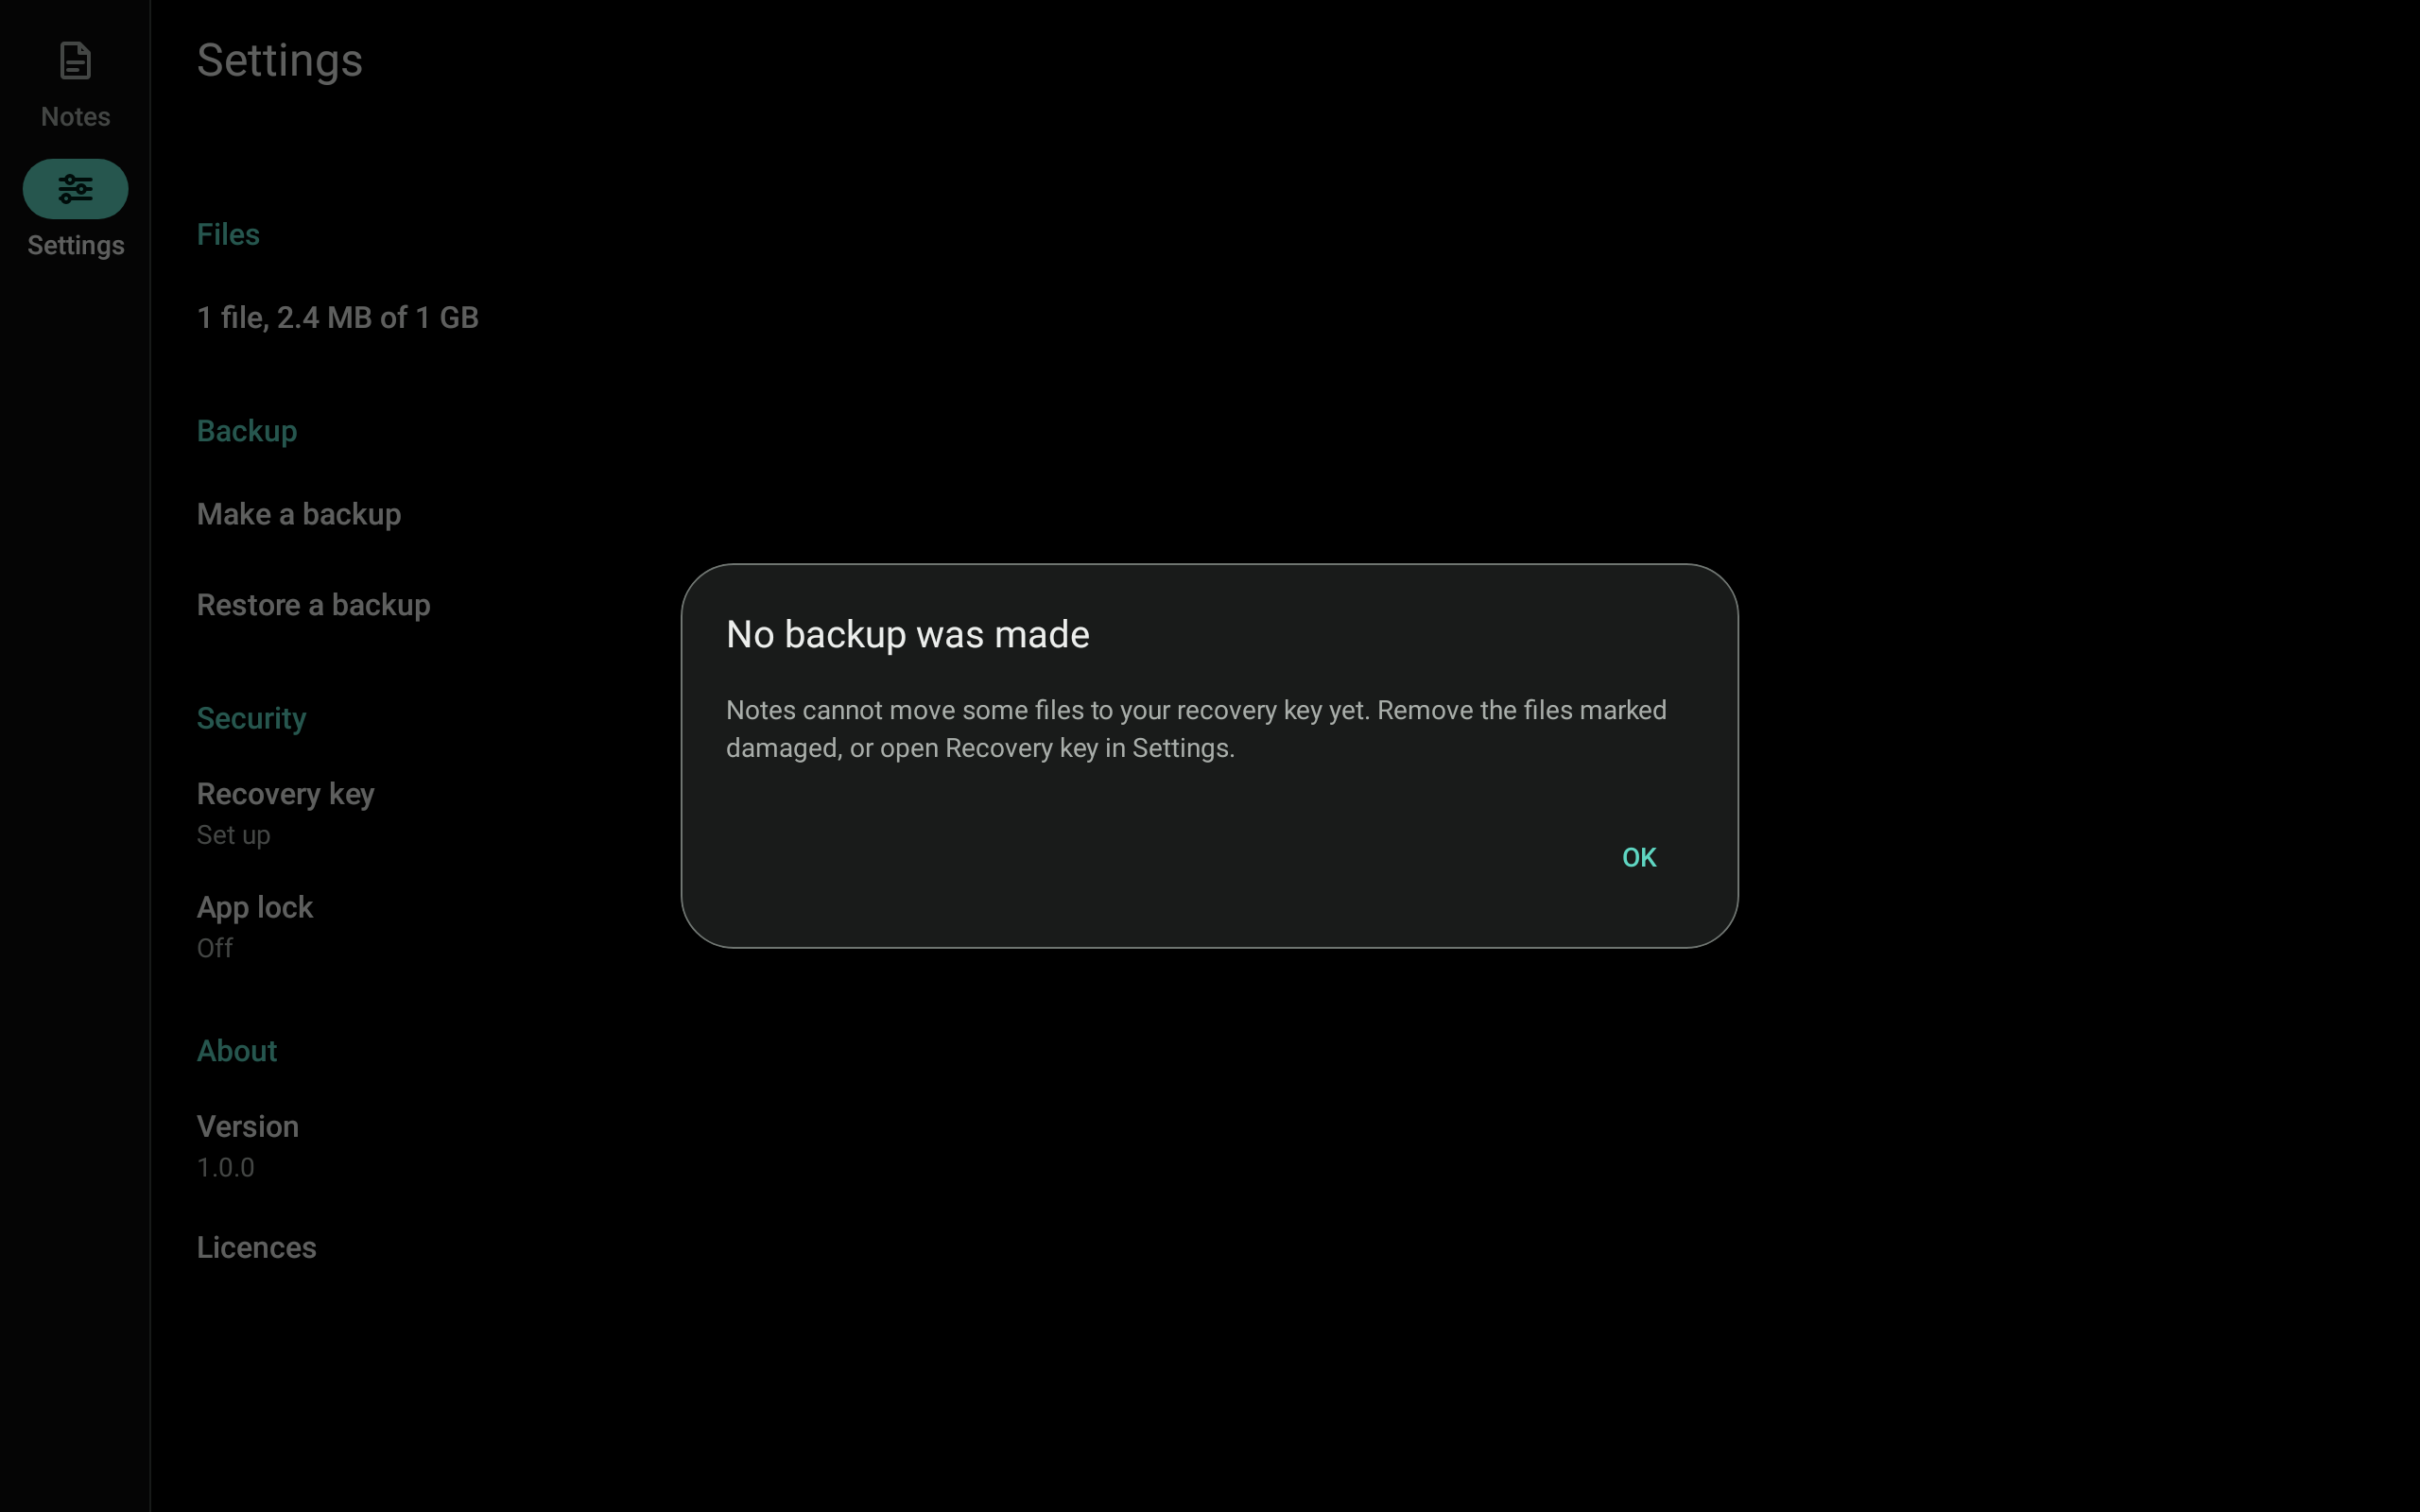 Settings
Notes
Settings
Files
1 file, 2.4 MB of 1 GB
Backup
Make a backup
Restore a backup
Security
Recovery key
Set up
App lock
Off
About
Version
1.0.0
Licences
No backup was made
Notes cannot move some files to your recovery key yet. Remove the files marked
damaged, or open Recovery key in Settings.
OK